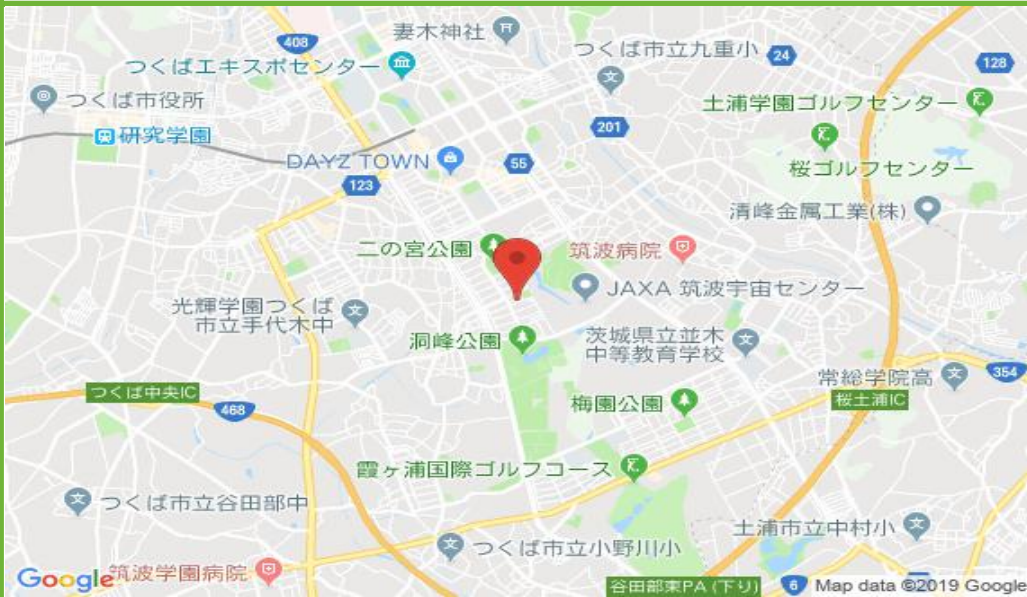 妻木神社
408
つくば市立九重小
24
128
つくばエキスポセンター
つくば市役所
土浦学園ゴルフセンター
研究学園
201
DAYZ TOWN
55
桜ゴルフセンター
123
清峰金属工業(株)
二の宮公園
筑波病院
JAXA 筑波宇宙センター
光輝学園つくば
市立手代木中
洞峰公園
茨城県立並木
中等教育学校
常総学院高
354
つくば中央IC
468
梅園公園
桜土浦IC
霞ヶ浦国際ゴルフコース
つくば市立谷田部中
土浦市立中村小
つくば市立小野川小
Google
筑波学園病院
谷田部東PA (下り)
6
Map data ©2019 Google